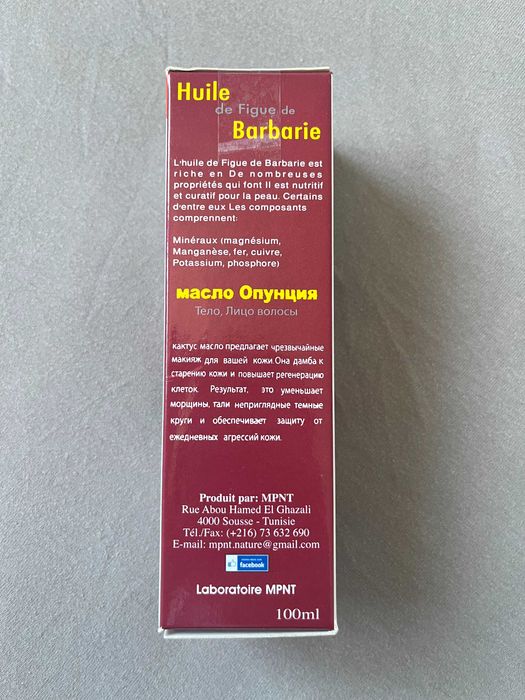 Huile
de Figue de
Barbarie
L'huile de Figue de Barbarie est
riche en De nombreuses
propriétés qui font Il est nutritif
et curatif pour la peau. Certains
d'entre eux Les composants
comprennent:
Minéraux (magnésium,
Manganèse, fer, cuivre,
Potassium, phosphore)
масло Опунция
Тело, Лицо волосы
кактус масло предлагает чрезвычайные
макияж для вашей кожи.Она дамба к
старению кожи и повышает регенерацию
клеток. Результат, это уменьшает
морщины, тали неприглядные темные
круги и обеспечивает защиту от
ежедневных агрессий кожи.
Produit par: MPNT
Rue Abou Hamed El Ghazali
4000 Sousse - Tunisie
Tél./Fax: (+216) 73 632 690
E-mail: mpnt.nature@gmail.com
facebook
Laboratoire MPNT
100ml